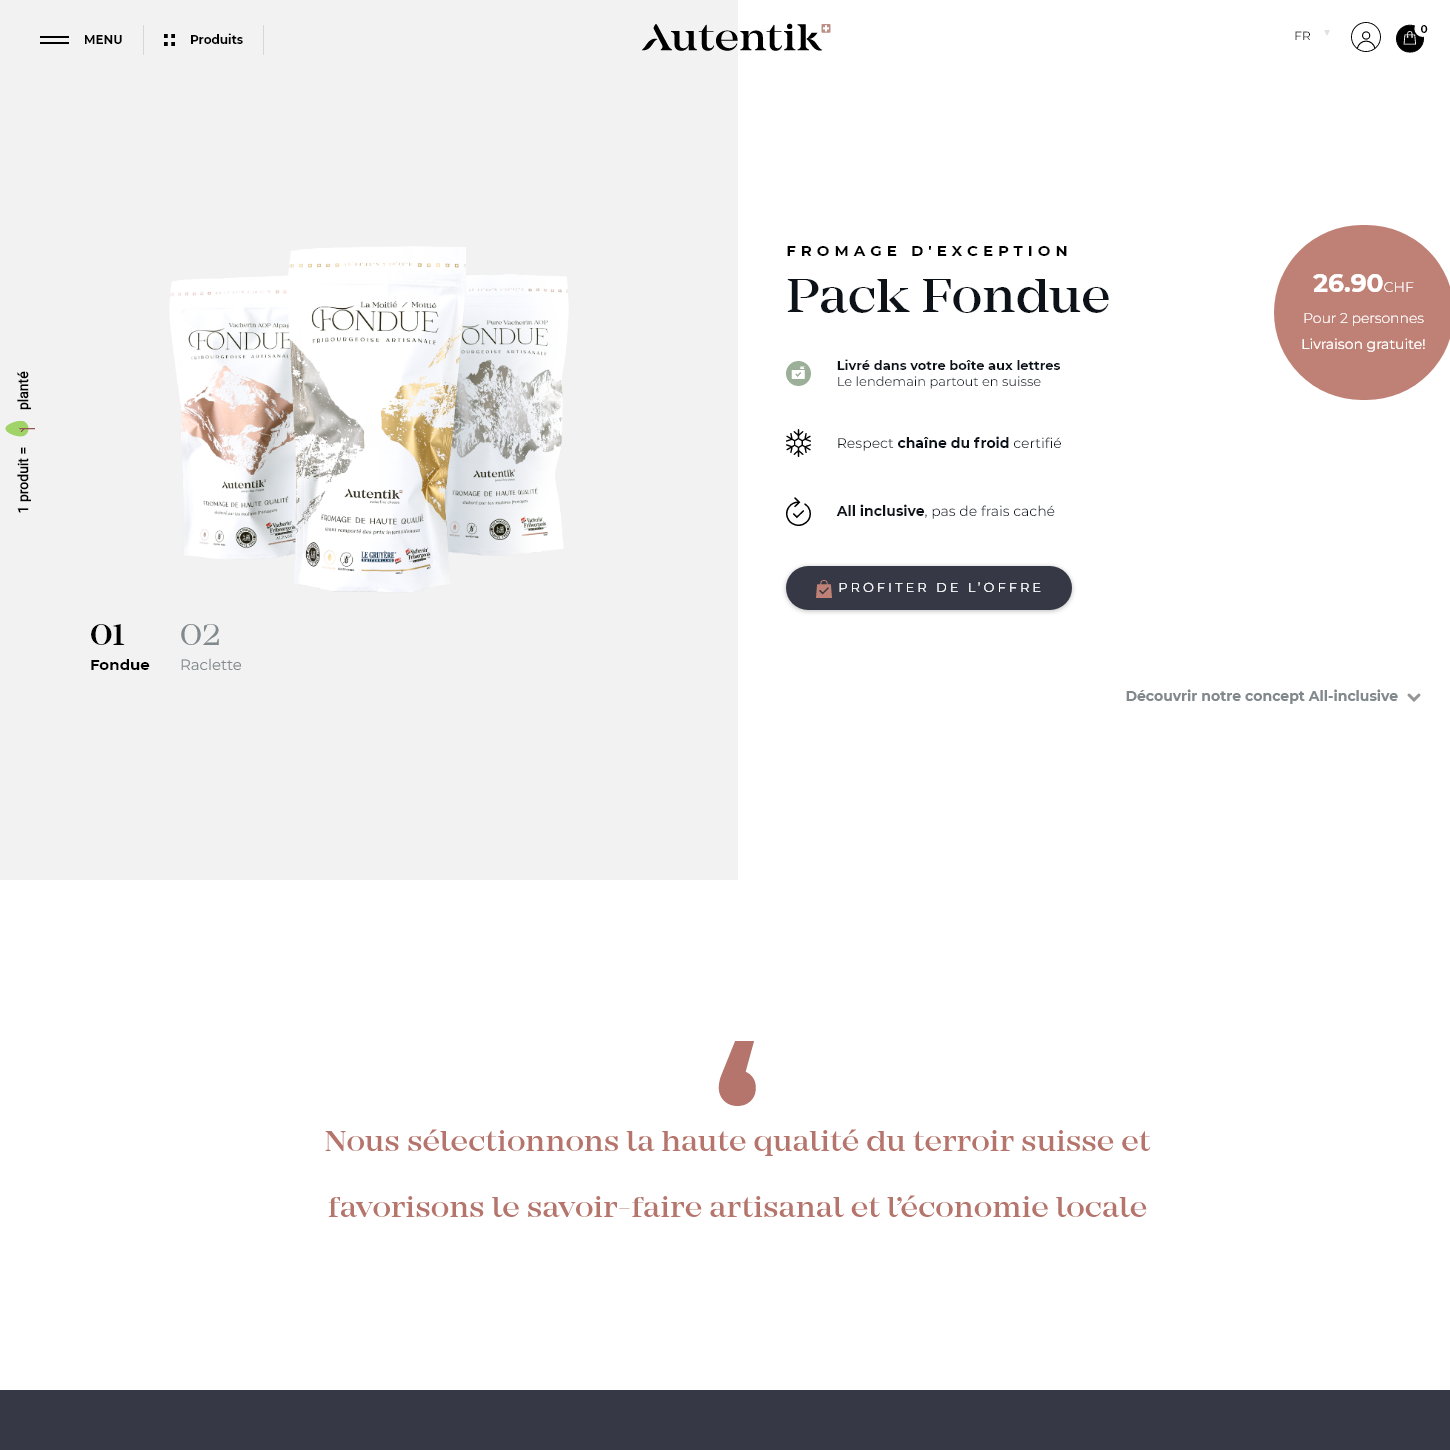 MENU
Produits
Autentik
FR
0
La Moitié / Moitié
FONDUE
FRIBOURGEOISE ARTISANALE
Autentik
FROMAGE DE HAUTE QUALITÉ
LE GRUYÈRE
SWITZERLAND
Vacherin
Fribourgeois
Vacherin AOP
FONDUE
FRIBOURGEOISE ARTISANALE
Autentik
FROMAGE DE HAUTE QUALITÉ
Pure Vacherin AOP
ONDUE
Autentik
FROMAGE DE HAUTE QUALITÉ
1 produit =
planté
01
Fondue
02
Raclette
FROMAGE D'EXCEPTION
Pack Fondue
26.90CHF
Pour 2 personnes
Livraison gratuite!
Livré dans votre boîte aux lettres
Le lendemain partout en suisse
Respect chaîne du froid certifié
All inclusive, pas de frais caché
PROFITER DE L'OFFRE
Découvrir notre concept All-inclusive
Nous sélectionnons la haute qualité du terroir suisse et
favorisons le savoir-faire artisanal et l'économie locale